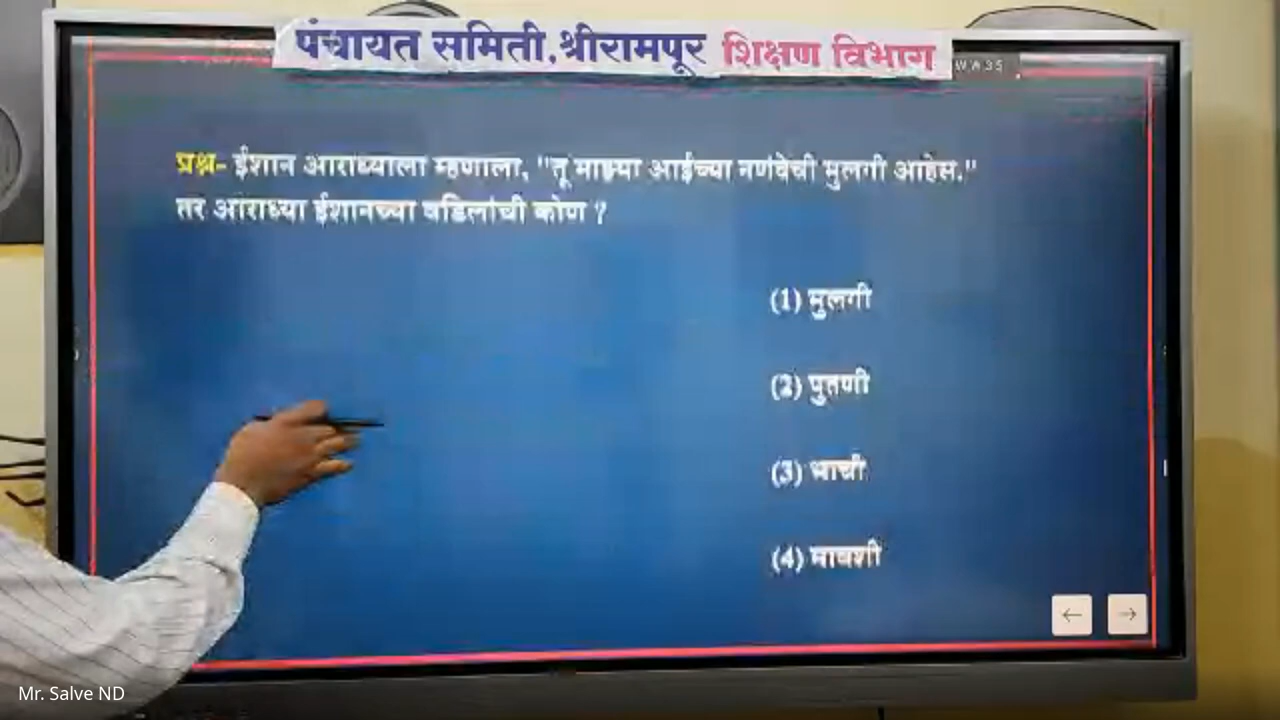 पंचायत समिती,श्रीरामपूर शिक्षण विभाग
प्रश्न- ईशान आराध्याला म्हणाला, "तू माझ्या आईच्या नणंदेची मुलगी आहेस."
तर आराध्या ईशानच्या वडिलांची कोण ?
(1) मुलगी
(2) पुतणी
(3) भाची
(4) मावशी
Mr. Salve ND